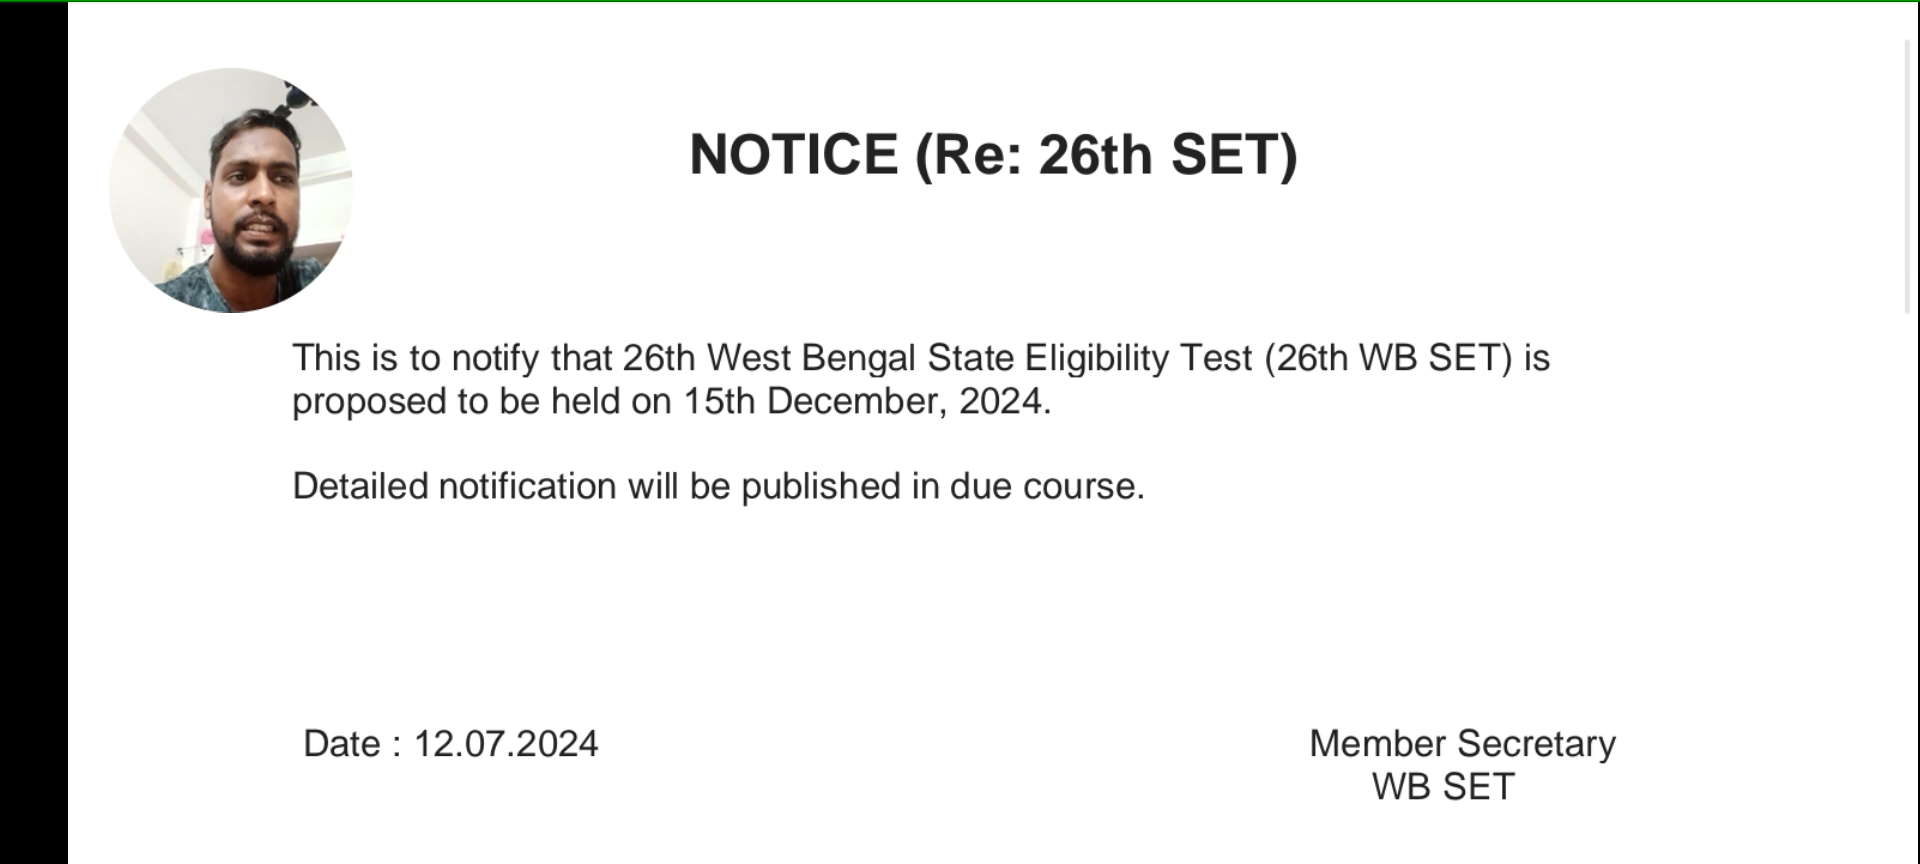 NOTICE (Re: 26th SET)
This is to notify that 26th West Bengal State Eligibility Test (26th WB SET) is
proposed to be held on 15th December, 2024.
Detailed notification will be published in due course.
Date : 12.07.2024
Member Secretary
WB SET